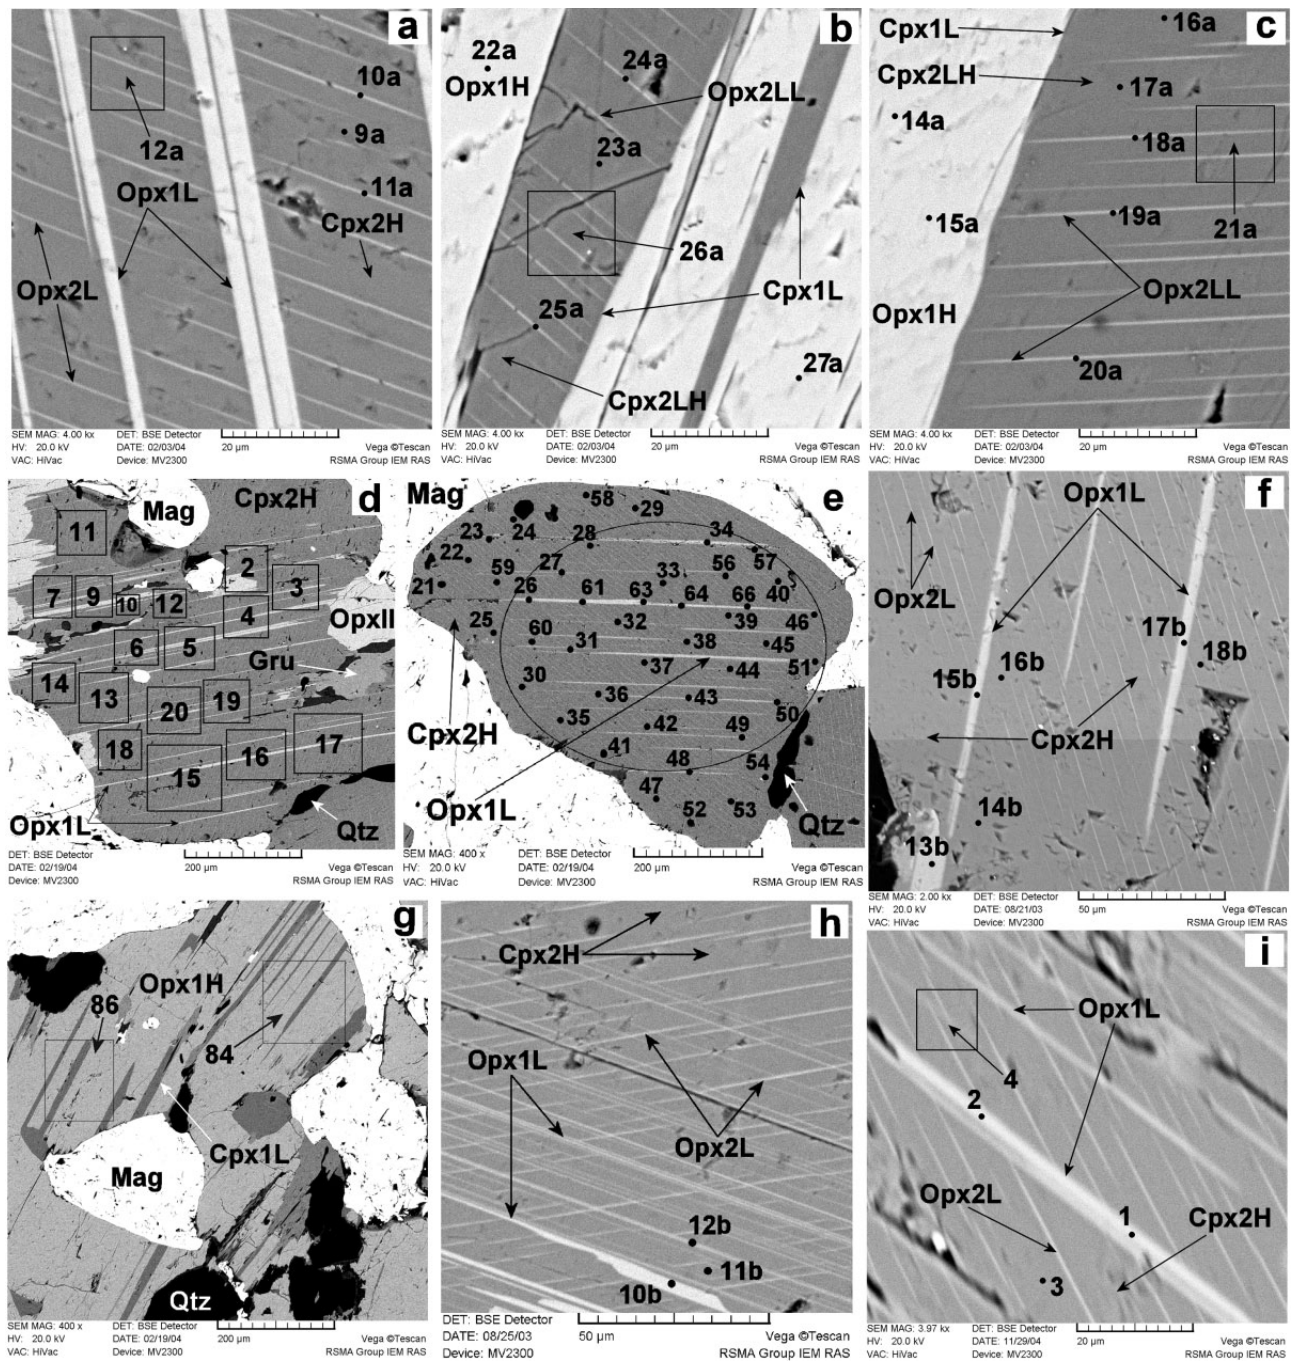 a
10a
9a
12a
11a
Opx1L
Cpx2H
Opx2L
SEM MAG: 4.00 kx DET: BSE Detector
HV: 20.0 kV DATE: 02/03/04 20 µm Vega ©Tescan
VAC: HiVac Device: MV2300 RSMA Group IEM RAS
b
22a
24a
Opx1H
Opx2LL
23a
26a
Cpx1L
25a
27a
Cpx2LH
SEM MAG: 4.00 kx DET: BSE Detector
HV: 20.0 kV DATE: 02/03/04 20 µm Vega ©Tescan
VAC: HiVac Device: MV2300 RSMA Group IEM RAS
c
16a
Cpx1L
Cpx2LH
17a
14a
18a
15a
19a
21a
Opx2LL
Opx1H
20a
SEM MAG: 4.00 kx DET: BSE Detector
HV: 20.0 kV DATE: 02/03/04 20 µm Vega ©Tescan
VAC: HiVac Device: MV2300 RSMA Group IEM RAS
d
Cpx2H
Mag
11
2
3
7 9 10 12
4
OpxII
6 5
Gru
14 13
20 19
18
15 16 17
Opx1L
Qtz
DET: BSE Detector
DATE: 02/19/04 200 µm Vega ©Tescan
Device: MV2300 RSMA Group IEM RAS
e
Mag
58
24 29
23 28 34
22 27 56 57
21 59 33 40
26 61 63 64 66
25 32 39 46
60 31 38 45
37 44 51
30 36 43
35 42 49 50
Cpx2H
41
48 54
47
Opx1L
52 53
Qtz
SEM MAG: 400 x DET: BSE Detector
HV: 20.0 kV DATE: 02/19/04 200 µm Vega ©Tescan
VAC: HiVac Device: MV2300 RSMA Group IEM RAS
f
Opx1L
Opx2L
17b
16b 18b
15b
Cpx2H
14b
13b
SEM MAG: 2.00 kx DET: BSE Detector
HV: 20.0 kV DATE: 08/21/03 50 µm Vega ©Tescan
VAC: HiVac Device: MV2300 RSMA Group IEM RAS
g
Opx1H
86
84
Cpx1L
Mag
Qtz
SEM MAG: 400 x DET: BSE Detector
HV: 20.0 kV DATE: 02/19/04 200 µm Vega ©Tescan
VAC: HiVac Device: MV2300 RSMA Group IEM RAS
h
Cpx2H
Opx1L
Opx2L
12b
11b
10b
DET: BSE Detector
DATE: 08/25/03 50 µm Vega ©Tescan
Device: MV2300 RSMA Group IEM RAS
i
Opx1L
4
2
Opx2L
Cpx2H
1
3
SEM MAG: 3.97 kx DET: BSE Detector
HV: 20.0 kV DATE: 11/29/04 20 µm Vega ©Tescan
VAC: HiVac Device: MV2300 RSMA Group IEM RAS